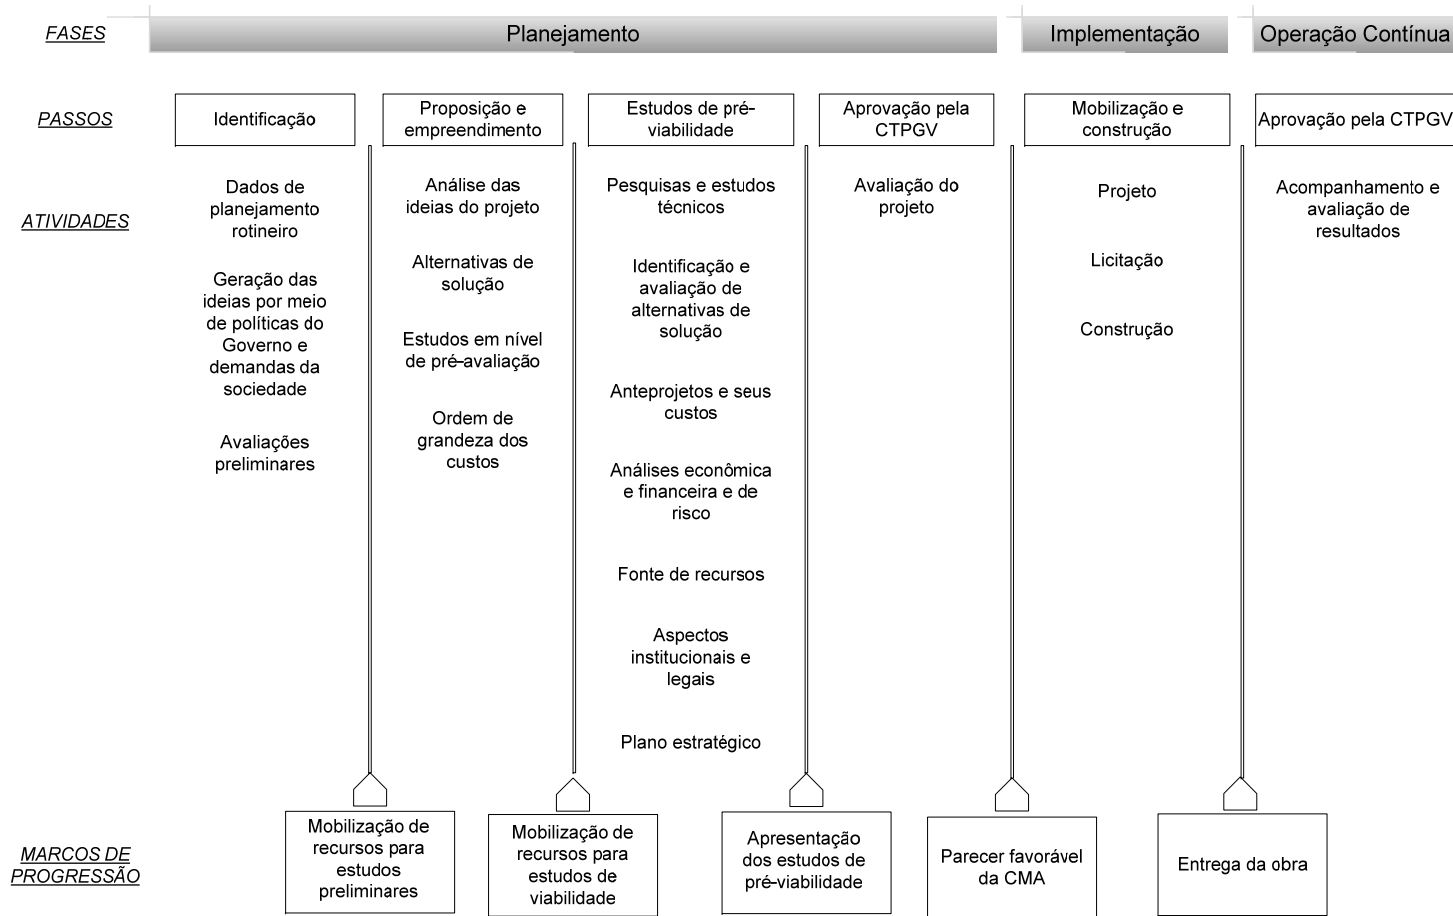 FASES
Planejamento
Implementação
Operação Contínua
PASSOS
Identificação
Proposição e
empreendimento
Estudos de pré-
viabilidade
Aprovação pela
CTPGV
Mobilização e
construção
Aprovação pela CTPGV
ATIVIDADES
Dados de
planejamento
rotineiro
Geração das
ideias por meio
de políticas do
Governo e
demandas da
sociedade
Avaliações
preliminares
Análise das
ideias do projeto
Alternativas de
solução
Estudos em nível
de pré-avaliação
Ordem de
grandeza dos
custos
Pesquisas e estudos
técnicos
Identificação e
avaliação de
alternativas de
solução
Anteprojetos e seus
custos
Análises econômica
e financeira e de
risco
Fonte de recursos
Aspectos
institucionais e
legais
Plano estratégico
Avaliação do
projeto
Projeto
Licitação
Construção
Acompanhamento e
avaliação de
resultados
MARCOS DE
PROGRESSÃO
Mobilização de
recursos para
estudos
preliminares
Mobilização de
recursos para
estudos de
viabilidade
Apresentação
dos estudos de
pré-viabilidade
Parecer favorável
da CMA
Entrega da obra